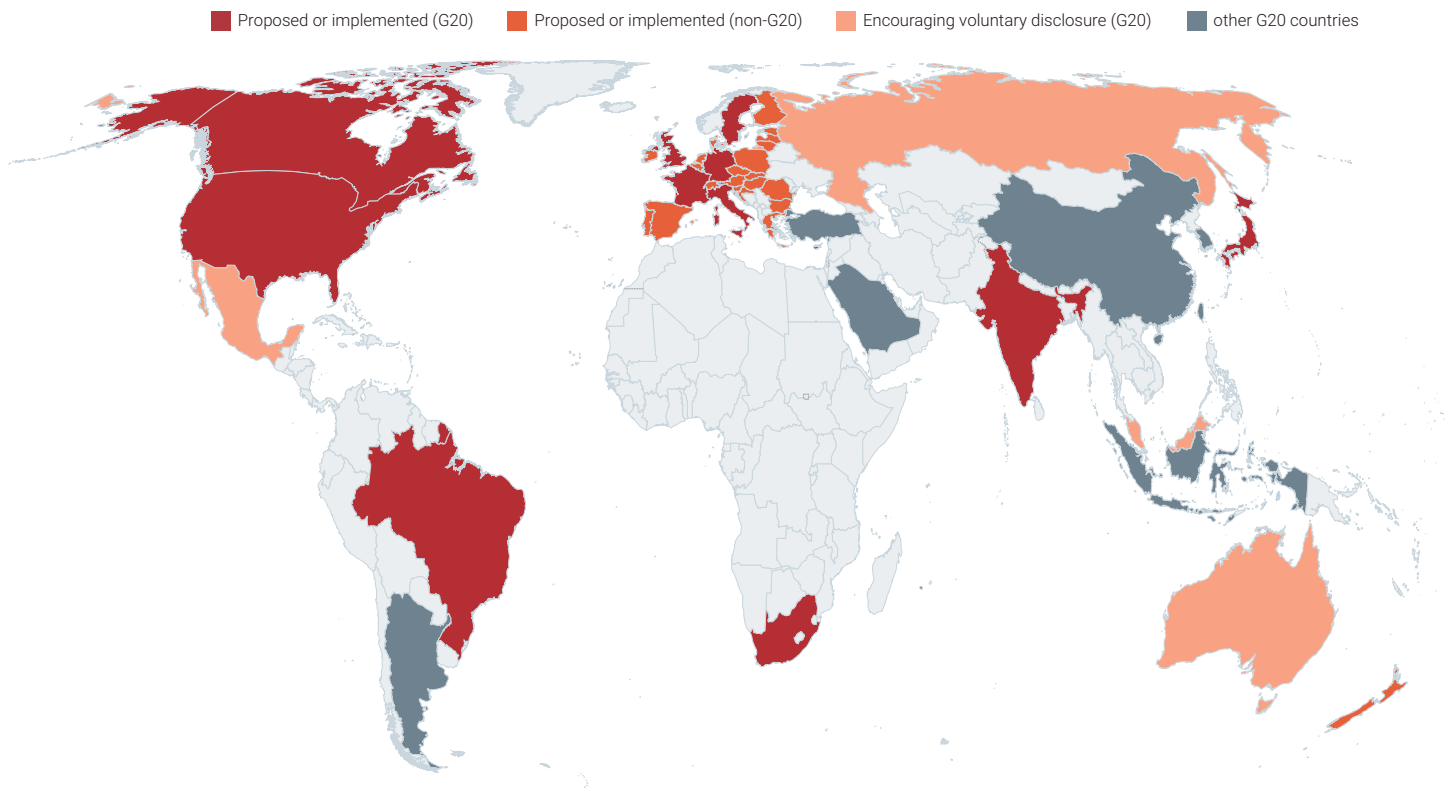 Proposed or implemented (G20) Proposed or implemented (non-G20) Encouraging voluntary disclosure (G20) other G20 countries